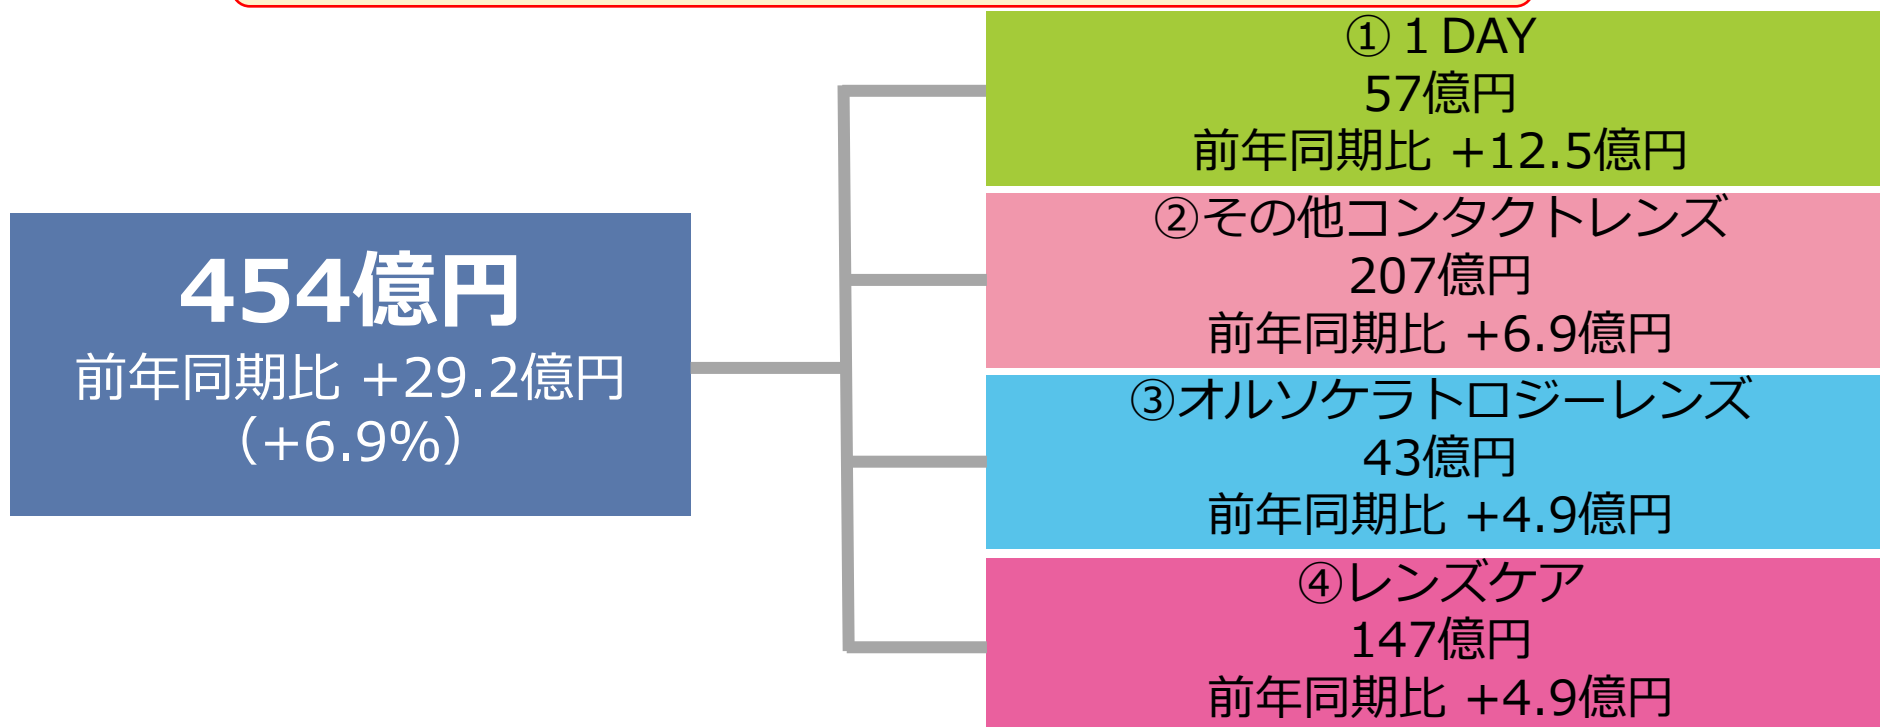 454億円
前年同期比 +29.2億円
（+6.9%）
①１DAY
57億円
前年同期比 +12.5億円
②その他コンタクトレンズ
207億円
前年同期比 +6.9億円
③オルソケラトロジーレンズ
43億円
前年同期比 +4.9億円
④レンズケア
147億円
前年同期比 +4.9億円